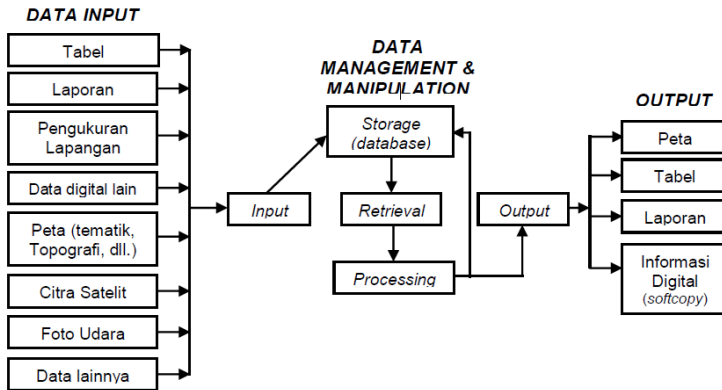 DATA INPUT
Tabel
Laporan
Pengukuran
Lapangan
Data digital lain
Peta (tematik,
Topografi, dll.)
Citra Satelit
Foto Udara
Data lainnya
Input
DATA
MANAGEMENT &
MANIPULATION
Storage
(database)
Retrieval
Processing
Output
OUTPUT
Peta
Tabel
Laporan
Informasi
Digital
(softcopy)